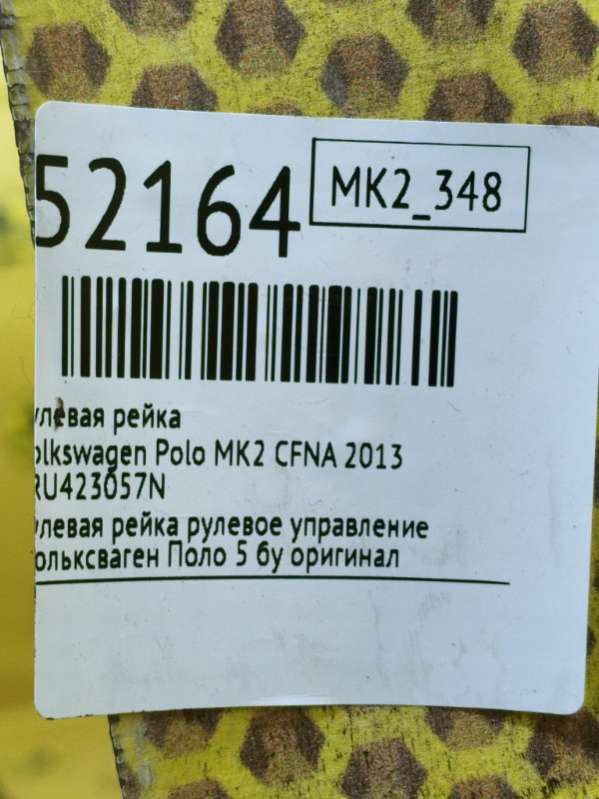 52164
MK2_348
улевая рейка
olkswagen Polo MK2 CFNA 2013
RU423057N
улевая рейка рулевое управление
ольксваген Поло 5 бу оригинал